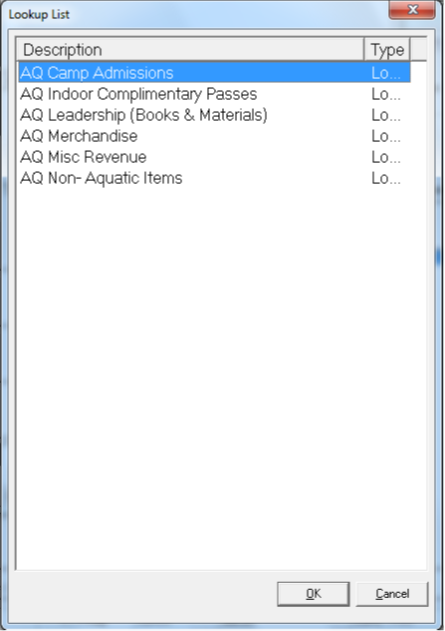 Lookup List
Description Type
AQ Camp Admissions Lo...
AQ Indoor Complimentary Passes Lo...
AQ Leadership (Books & Materials) Lo...
AQ Merchandise Lo...
AQ Misc Revenue Lo...
AQ Non- Aquatic Items Lo...
OK Cancel